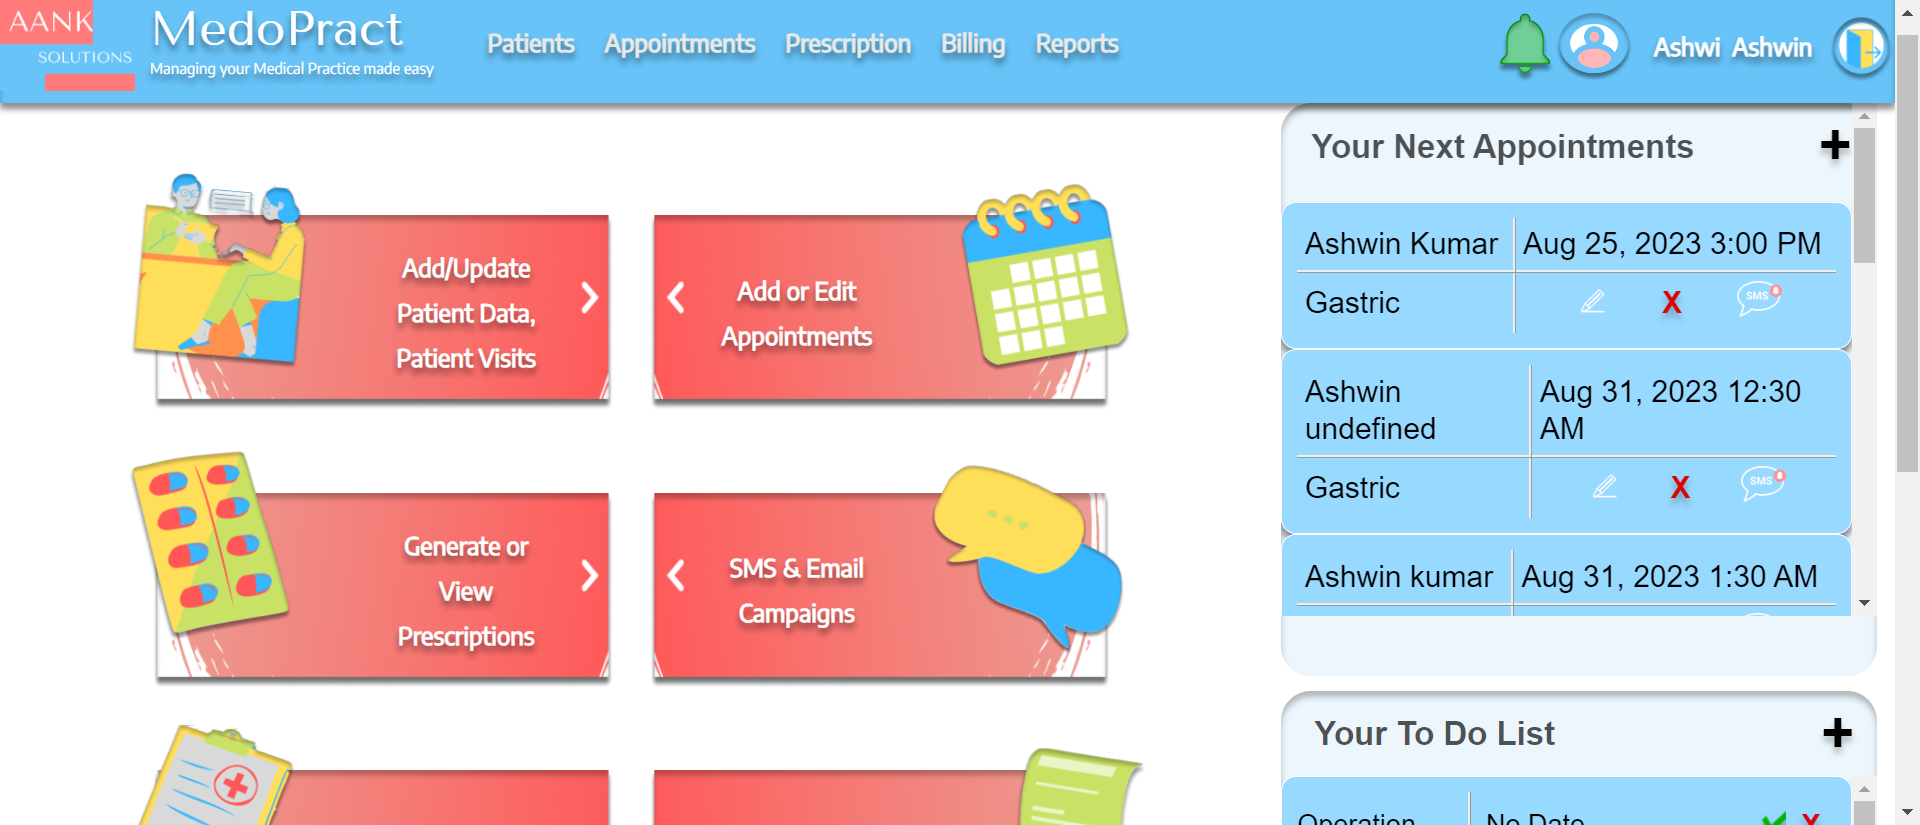 AANK
SOLUTIONS
MedoPract
Managing your Medical Practice made easy
Patients
Appointments
Prescription
Billing
Reports
Ashwi Ashwin
Add/Update
Patient Data,
Patient Visits
Add or Edit
Appointments
Generate or
View
Prescriptions
SMS & Email
Campaigns
Your Next Appointments
Ashwin Kumar
Aug 25, 2023 3:00 PM
Gastric
X
SMS
Ashwin
undefined
Aug 31, 2023 12:30
AM
Gastric
X
SMS
Ashwin kumar
Aug 31, 2023 1:30 AM
Your To Do List
Operation
No Date
X